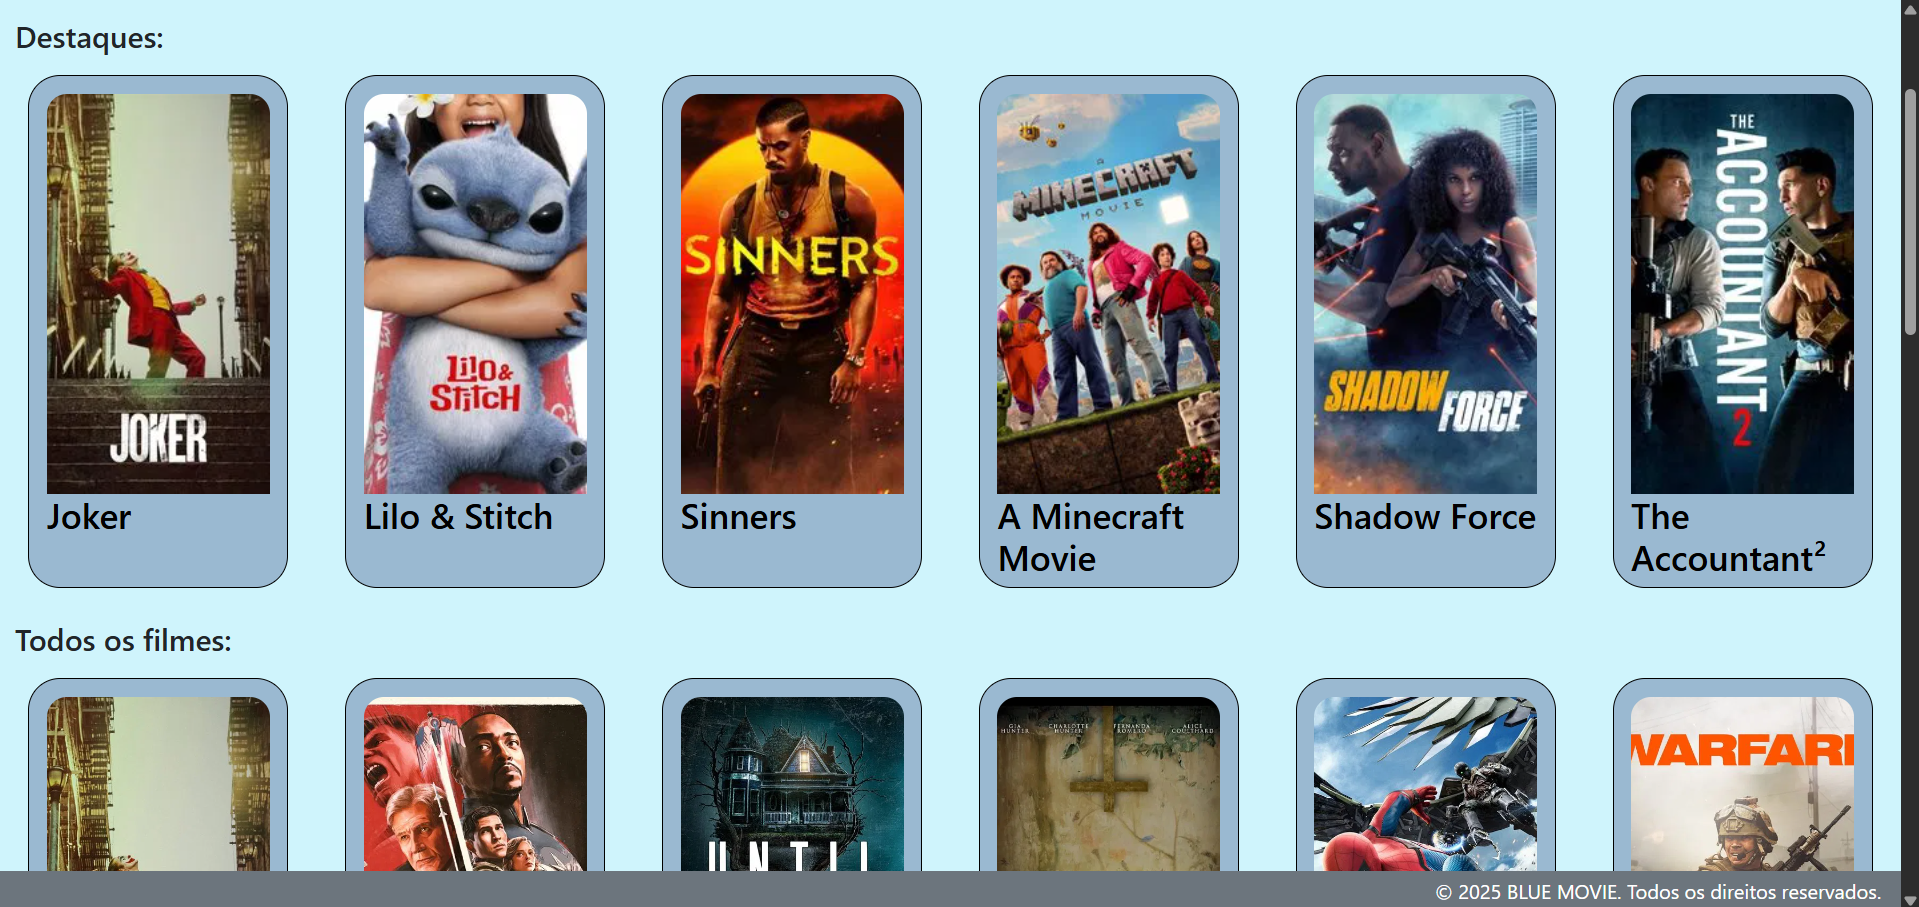 Destaques:
JOKER
Lilo &
Stitch
SINNERS
A
MINECRAFT
MOVIE
SHADOW
FORCE
THE
ACCOUNTANT
2
Joker
Lilo & Stitch
Sinners
A Minecraft
Movie
Shadow Force
The
Accountant²
Todos os filmes:
GIA
HUNTER
CHARLOTTE
HUNTER
FERNANDA
ROMERO
ALICE
COULTHARD
WARFARE
UNTIL
© 2025 BLUE MOVIE. Todos os direitos reservados.